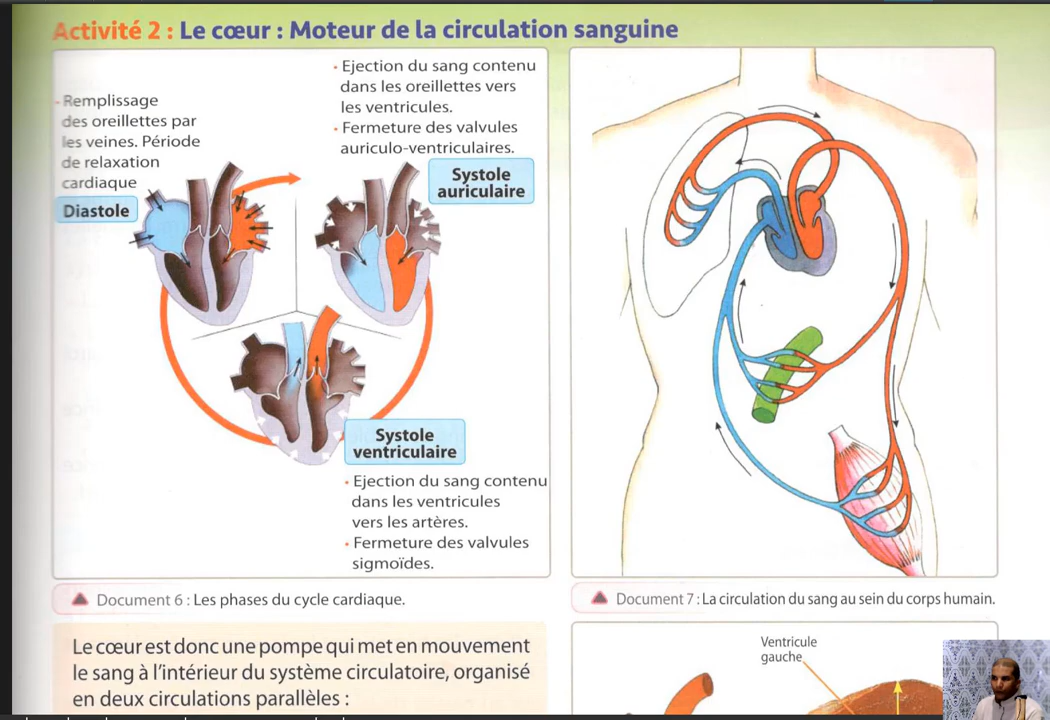 Activité 2 : Le cœur : Moteur de la circulation sanguine
- Remplissage
des oreillettes par
les veines. Période
de relaxation
cardiaque
Diastole
• Ejection du sang contenu
dans les oreillettes vers
les ventricules.
• Fermeture des valvules
auriculo-ventriculaires.
Systole
auriculaire
Systole
ventriculaire
• Ejection du sang contenu
dans les ventricules
vers les artères.
• Fermeture des valvules
sigmoïdes.
Document 6 : Les phases du cycle cardiaque.
Document 7 : La circulation du sang au sein du corps humain.
Le cœur est donc une pompe qui met en mouvement
le sang à l'intérieur du système circulatoire, organisé
en deux circulations parallèles :
Ventricule
gauche